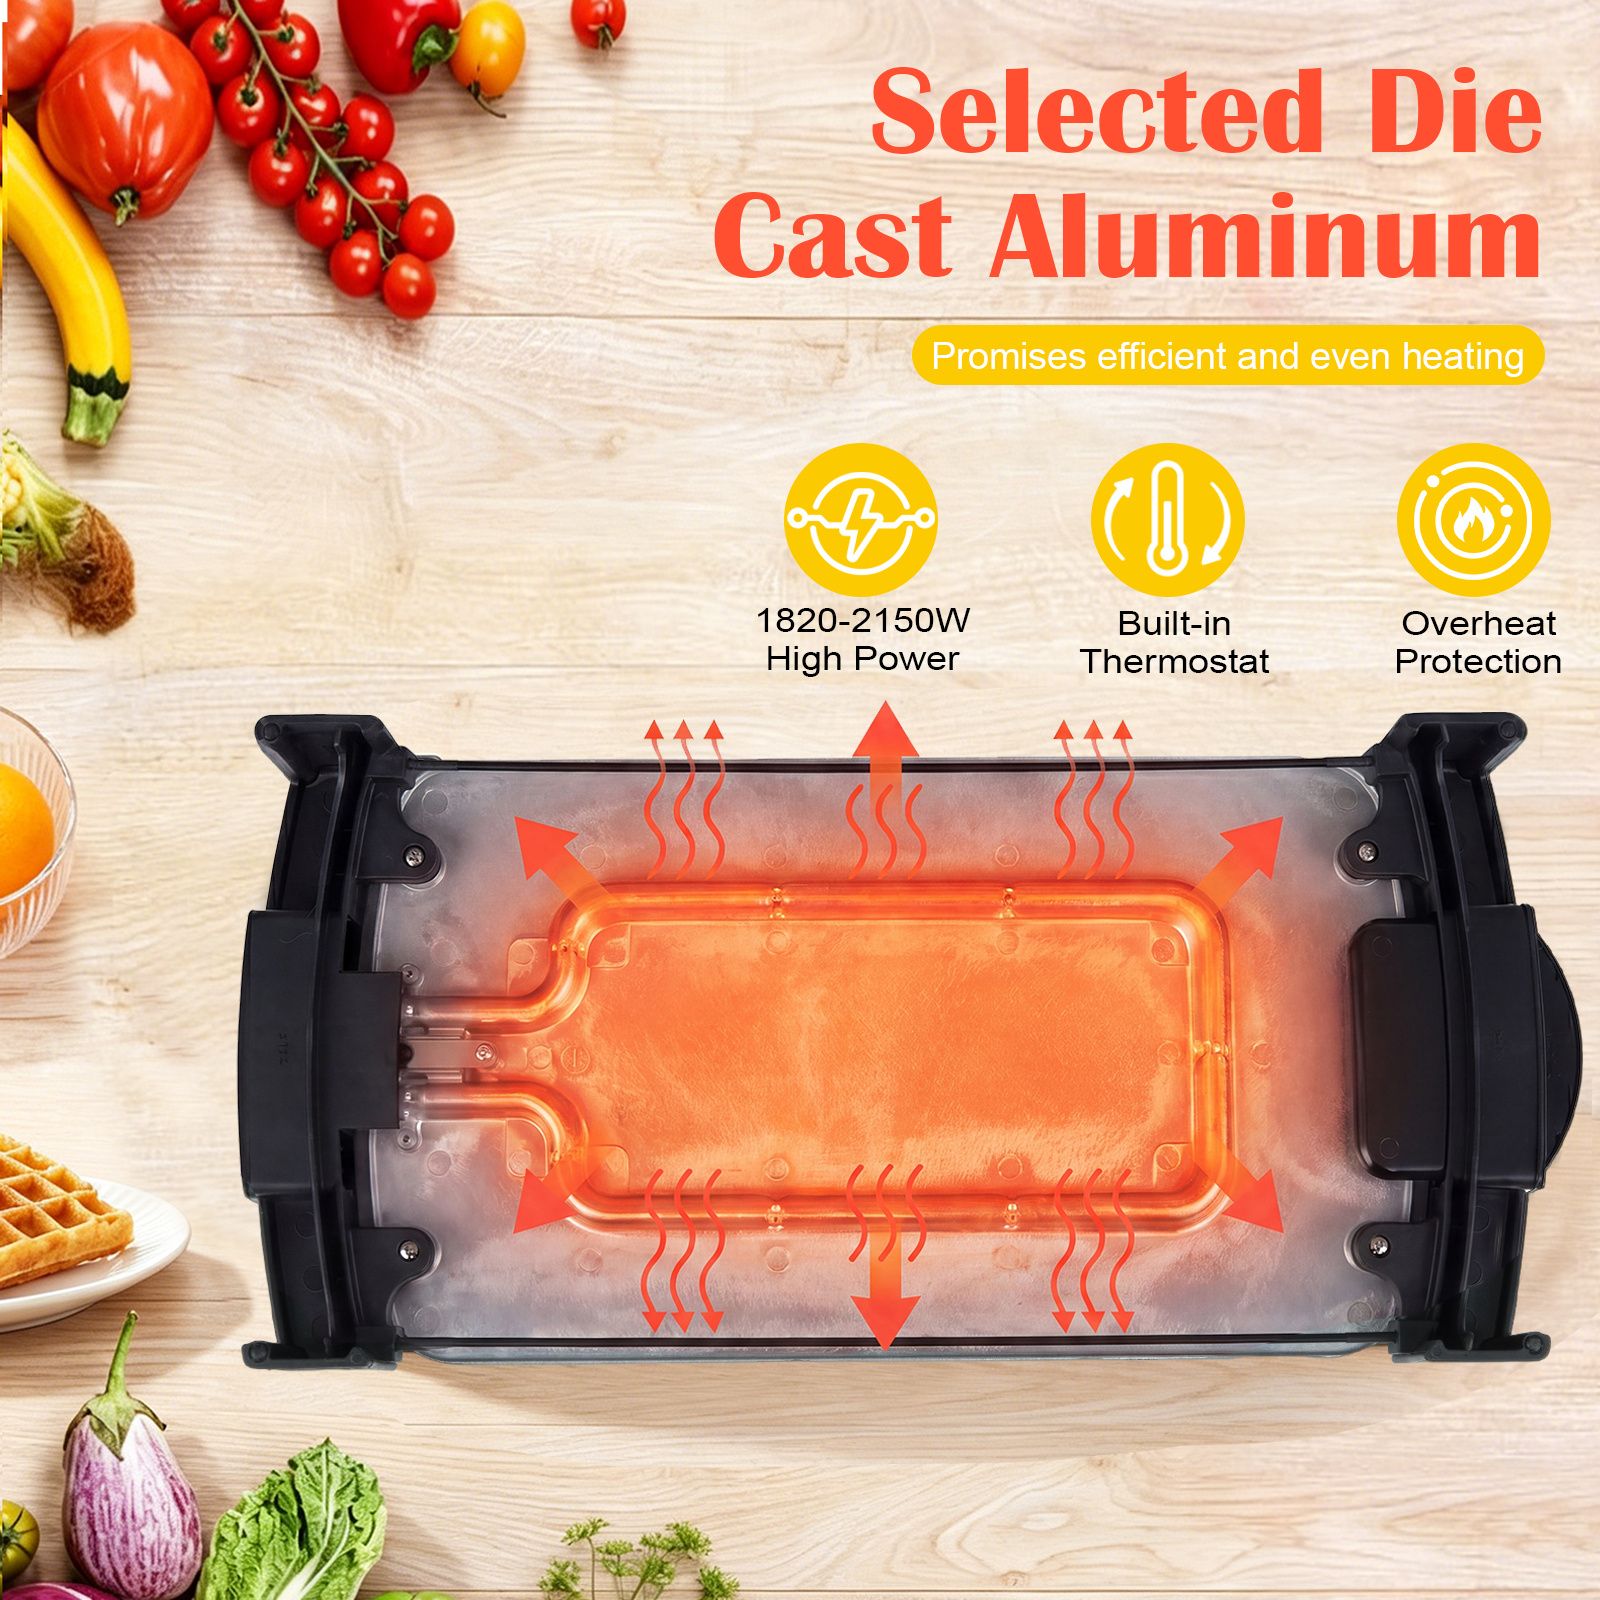 Selected Die
Cast Aluminum
Promises efficient and even heating
1820-2150W
High Power
Built-in
Thermostat
Overheat
Protection